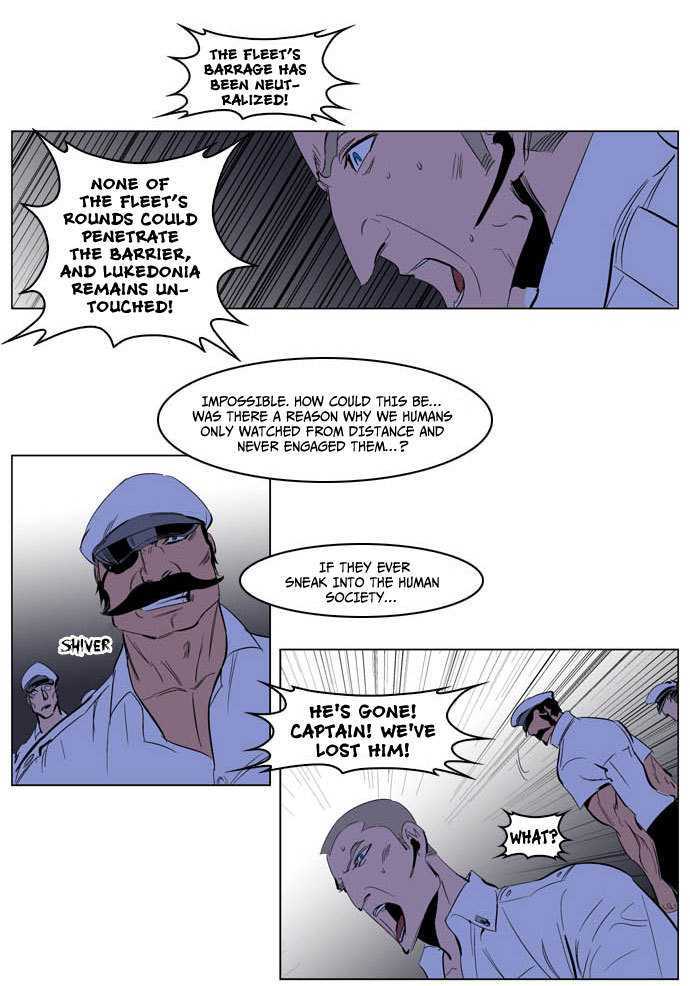 THE FLEET'S
BARRAGE HAS
BEEN NEUT-
RALIZED!
NONE OF
THE FLEET'S
ROUNDS COULD
PENETRATE
THE BARRIER,
AND LUKEDONIA
REMAINS UN-
TOUCHED!
IMPOSSIBLE. HOW COULD THIS BE...
WAS THERE A REASON WHY WE HUMANS
ONLY WATCHED FROM DISTANCE AND
NEVER ENGAGED THEM...?
IF THEY EVER
SNEAK INTO THE HUMAN
SOCIETY...
SHIVER
HE'S GONE!
CAPTAIN! WE'VE
LOST HIM!
WHAT?